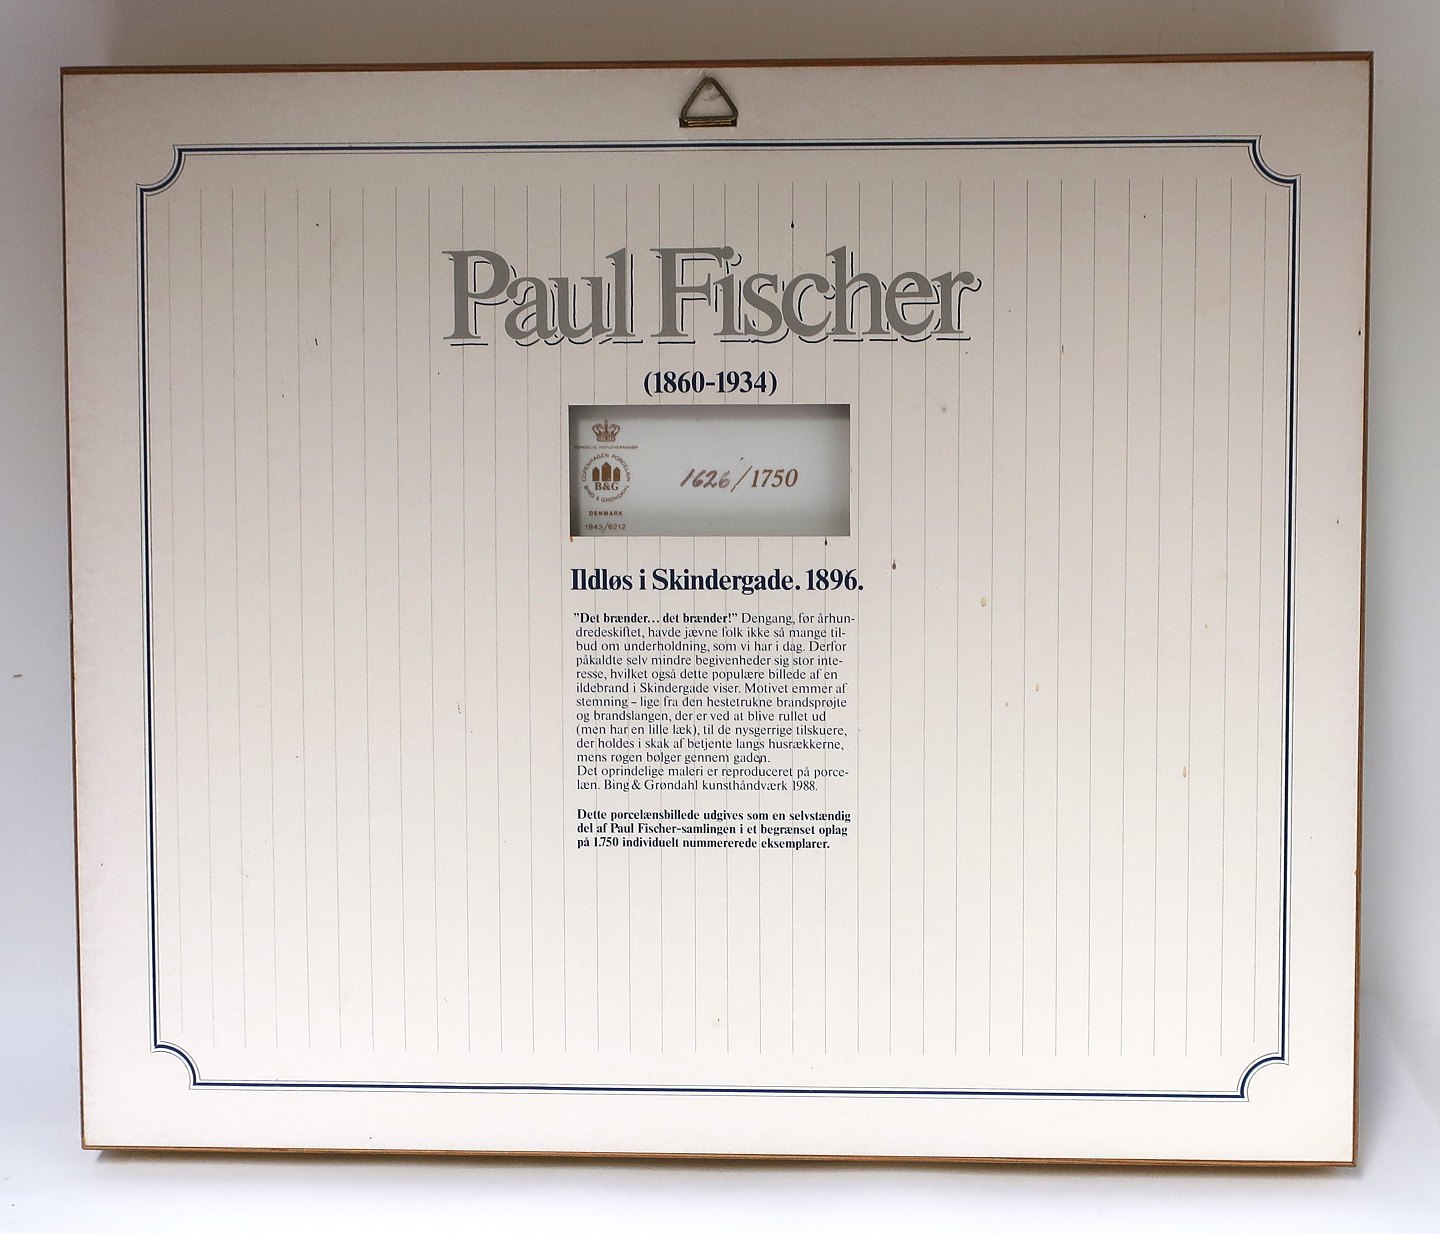 Paul Fischer
(1860-1934)
KONGELIG HOFLEVERANDØR
COPENHAGEN PORCELAIN
BING & GRØNDAHL
B&G
DENMARK
1943/6212
1626/1750
Ildløs i Skindergade. 1896.
"Det brænder... det brænder!" Dengang, før århun-
dredeskiftet, havde jævne folk ikke så mange til-
bud om underholdning, som vi har i dag. Derfor
påkaldte selv mindre begivenheder sig stor inte-
resse, hvilket også dette populære billede af en
ildebrand i Skindergade viser. Motivet emmer af
stemning – lige fra den hestetrukne brandsprøjte
og brandslangen, der er ved at blive rullet ud
(men har en lille læk), til de nysgerrige tilskuere,
der holdes i skak af betjente langs husrækkerne,
mens røgen bølger gennem gaden.
Det oprindelige maleri er reproduceret på porce-
læn. Bing & Grøndahl kunsthåndværk 1988.
Dette porcelænsbillede udgives som en selvstændig
del af Paul Fischer-samlingen i et begrænset oplag
på 1.750 individuelt nummererede eksemplarer.